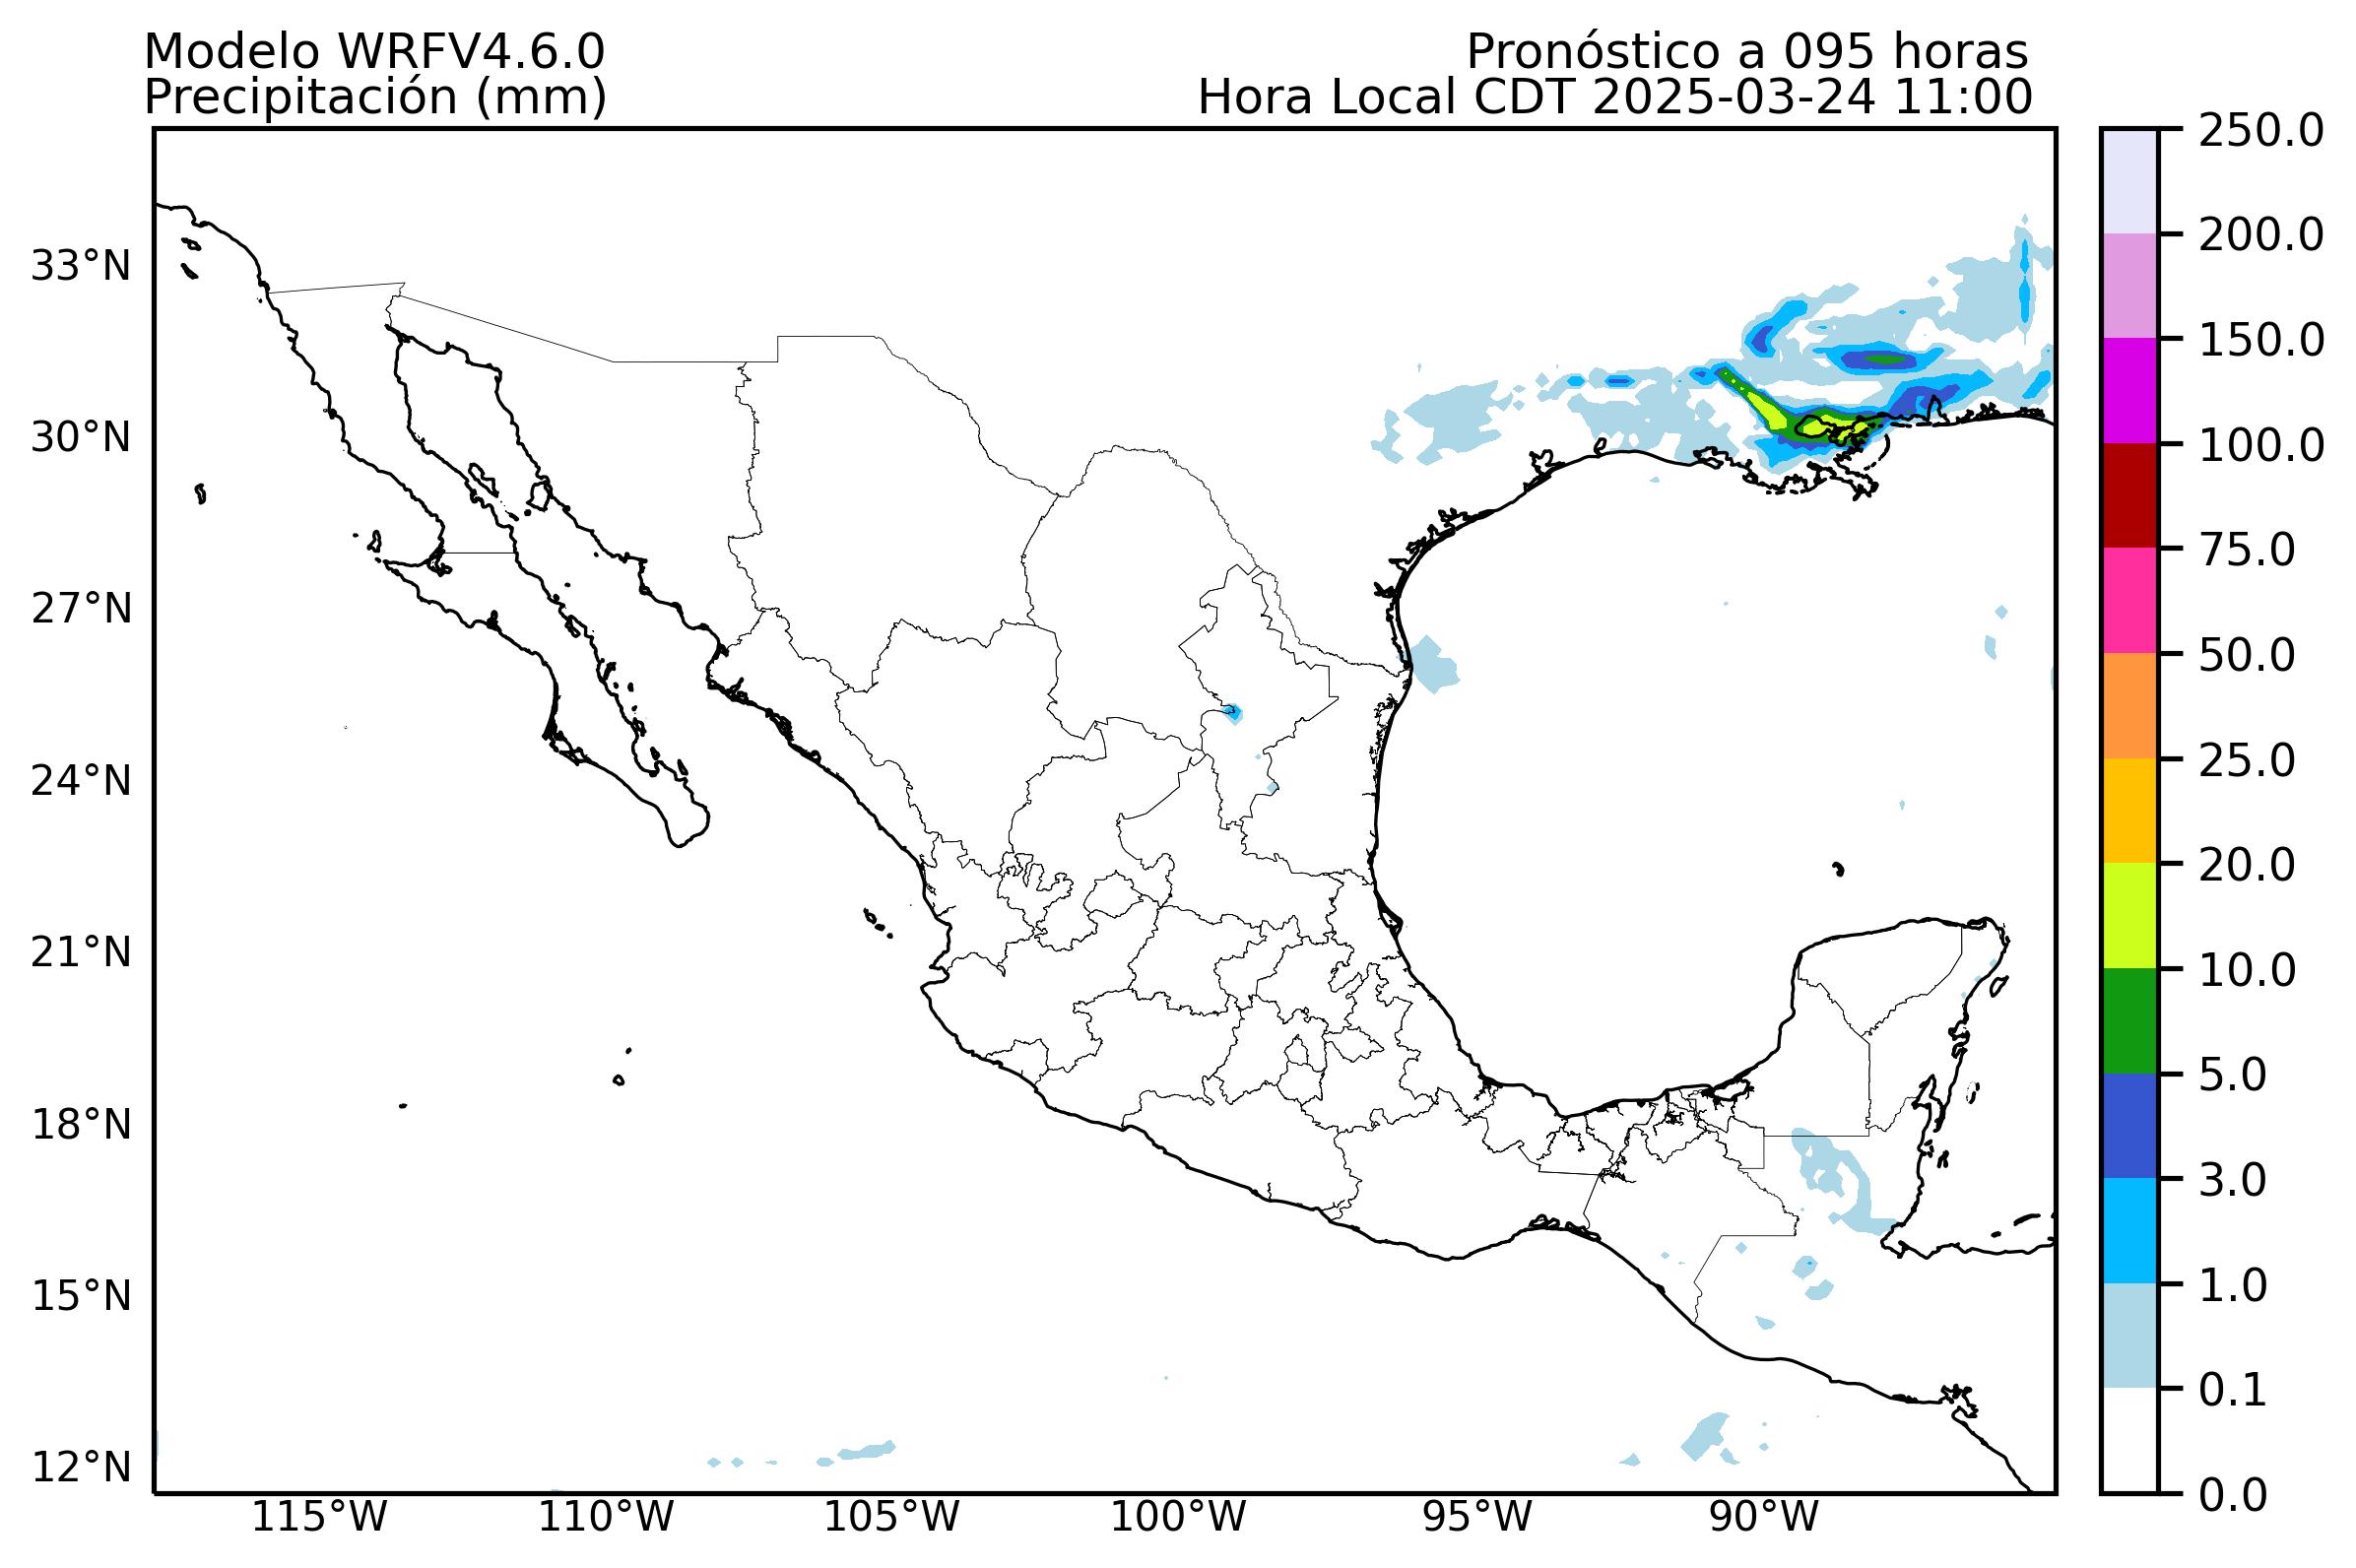 Modelo WRFV4.6.0
Pronóstico a 095 horas
Precipitación (mm)
Hora Local CDT 2025-03-24 11:00
33°N
30°N
27°N
24°N
21°N
18°N
15°N
12°N
115°W
110°W
105°W
100°W
95°W
90°W
250.0
200.0
150.0
100.0
75.0
50.0
25.0
20.0
10.0
5.0
3.0
1.0
0.1
0.0